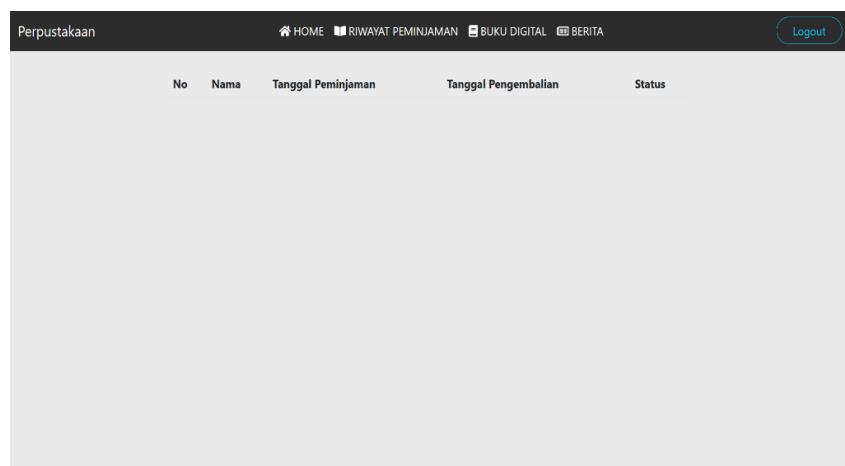 Perpustakaan HOME RIWAYAT PEMINJAMAN BUKU DIGITAL BERITA Logout
No Nama Tanggal Peminjaman Tanggal Pengembalian Status